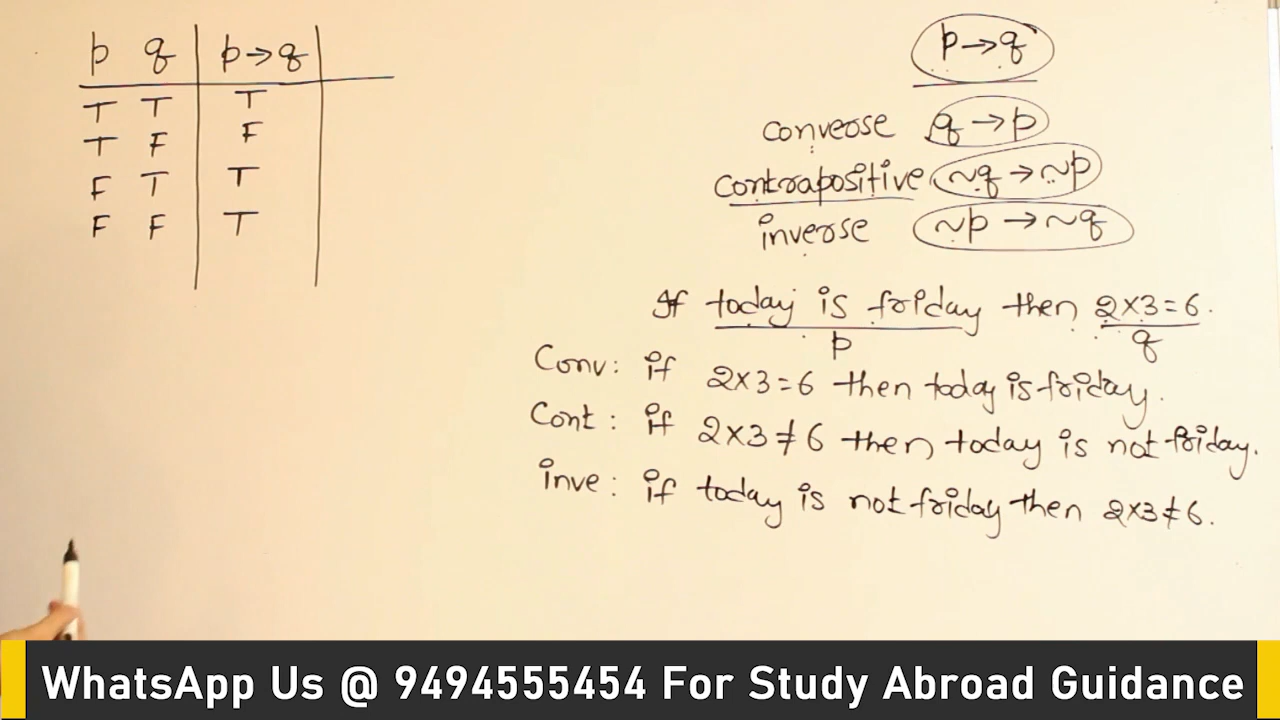 p q p→q
T T T
T F F
F T T
F F T
p→q
converse q→p
contrapositive ~q→~p
inverse ~p→~q
If today is friday then 2×3=6.
p q
Conv: if 2×3=6 then today is friday.
Cont: if 2×3≠6 then today is not friday.
inve: if today is not friday then 2×3≠6.
WhatsApp Us @ 9494555454 For Study Abroad Guidance